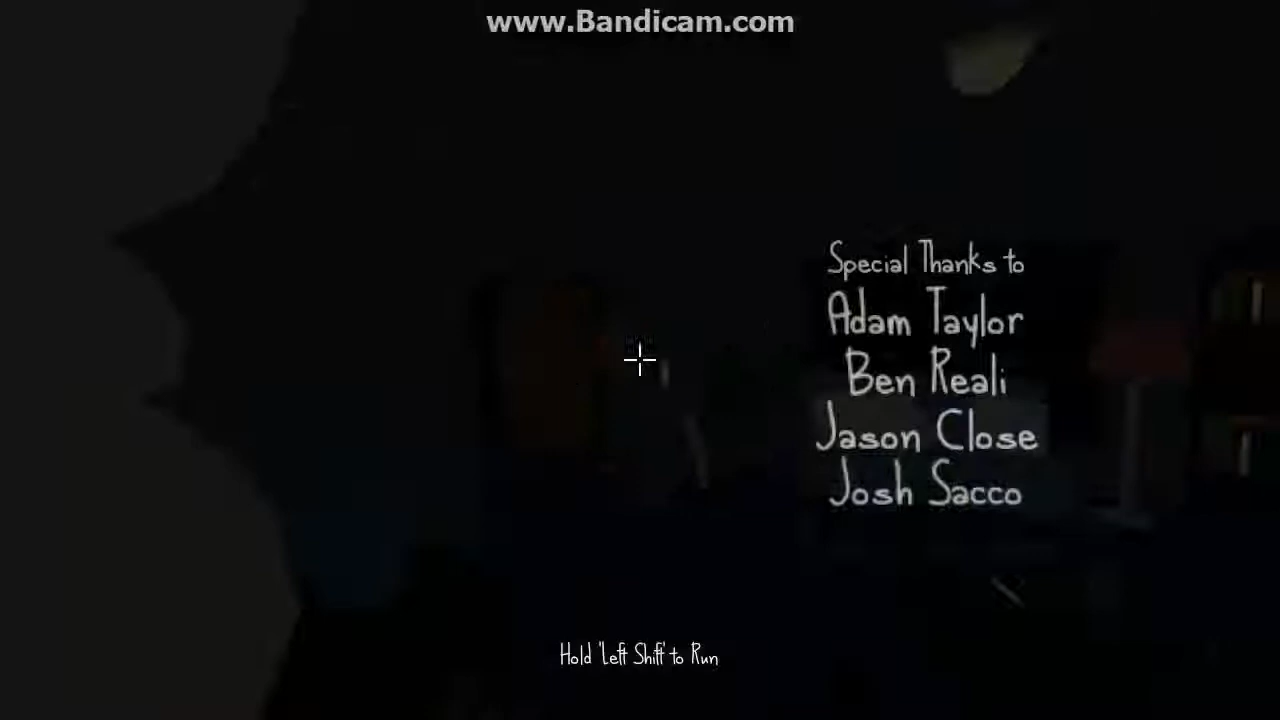 www.Bandicam.com
Special Thanks to
Adam Taylor
Ben Reali
Jason Close
Josh Sacco
Hold 'Left Shift' to Run